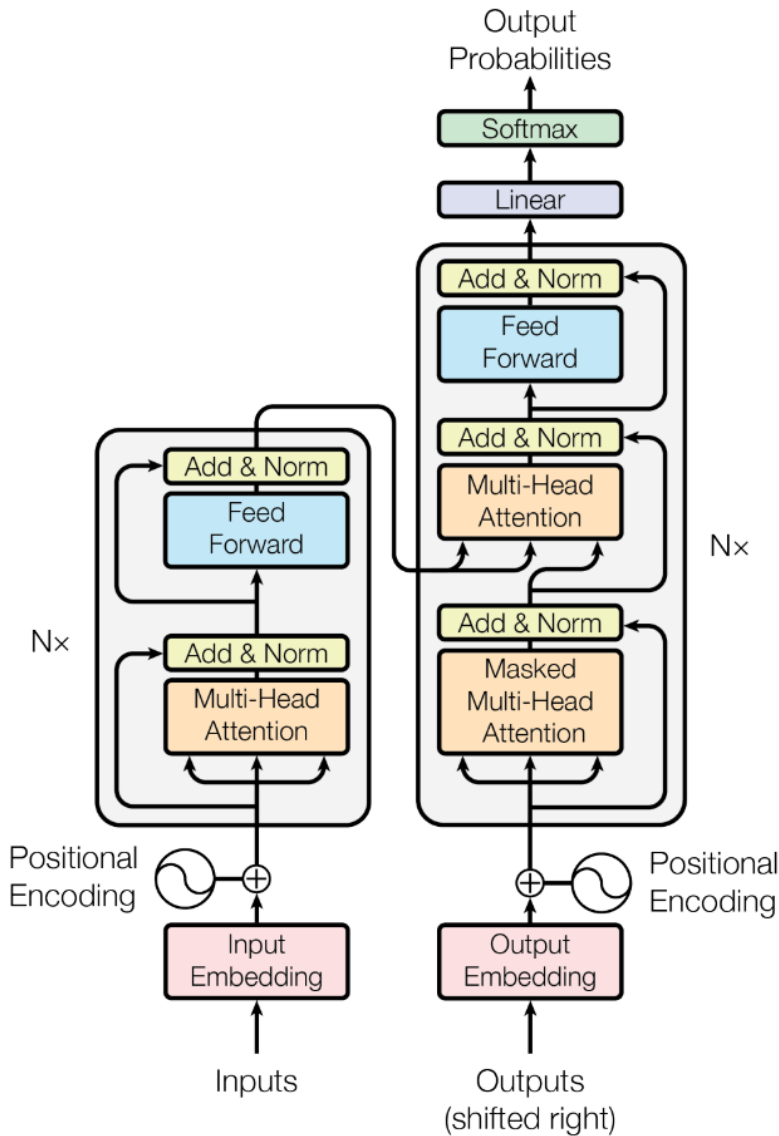 Output
Probabilities
Softmax
Linear
Add & Norm
Feed
Forward
Add & Norm
Multi-Head
Attention
Add & Norm
Masked
Multi-Head
Attention
Nx
Add & Norm
Feed
Forward
Add & Norm
Multi-Head
Attention
Nx
Positional
Encoding
Positional
Encoding
Input
Embedding
Output
Embedding
Inputs
Outputs
(shifted right)